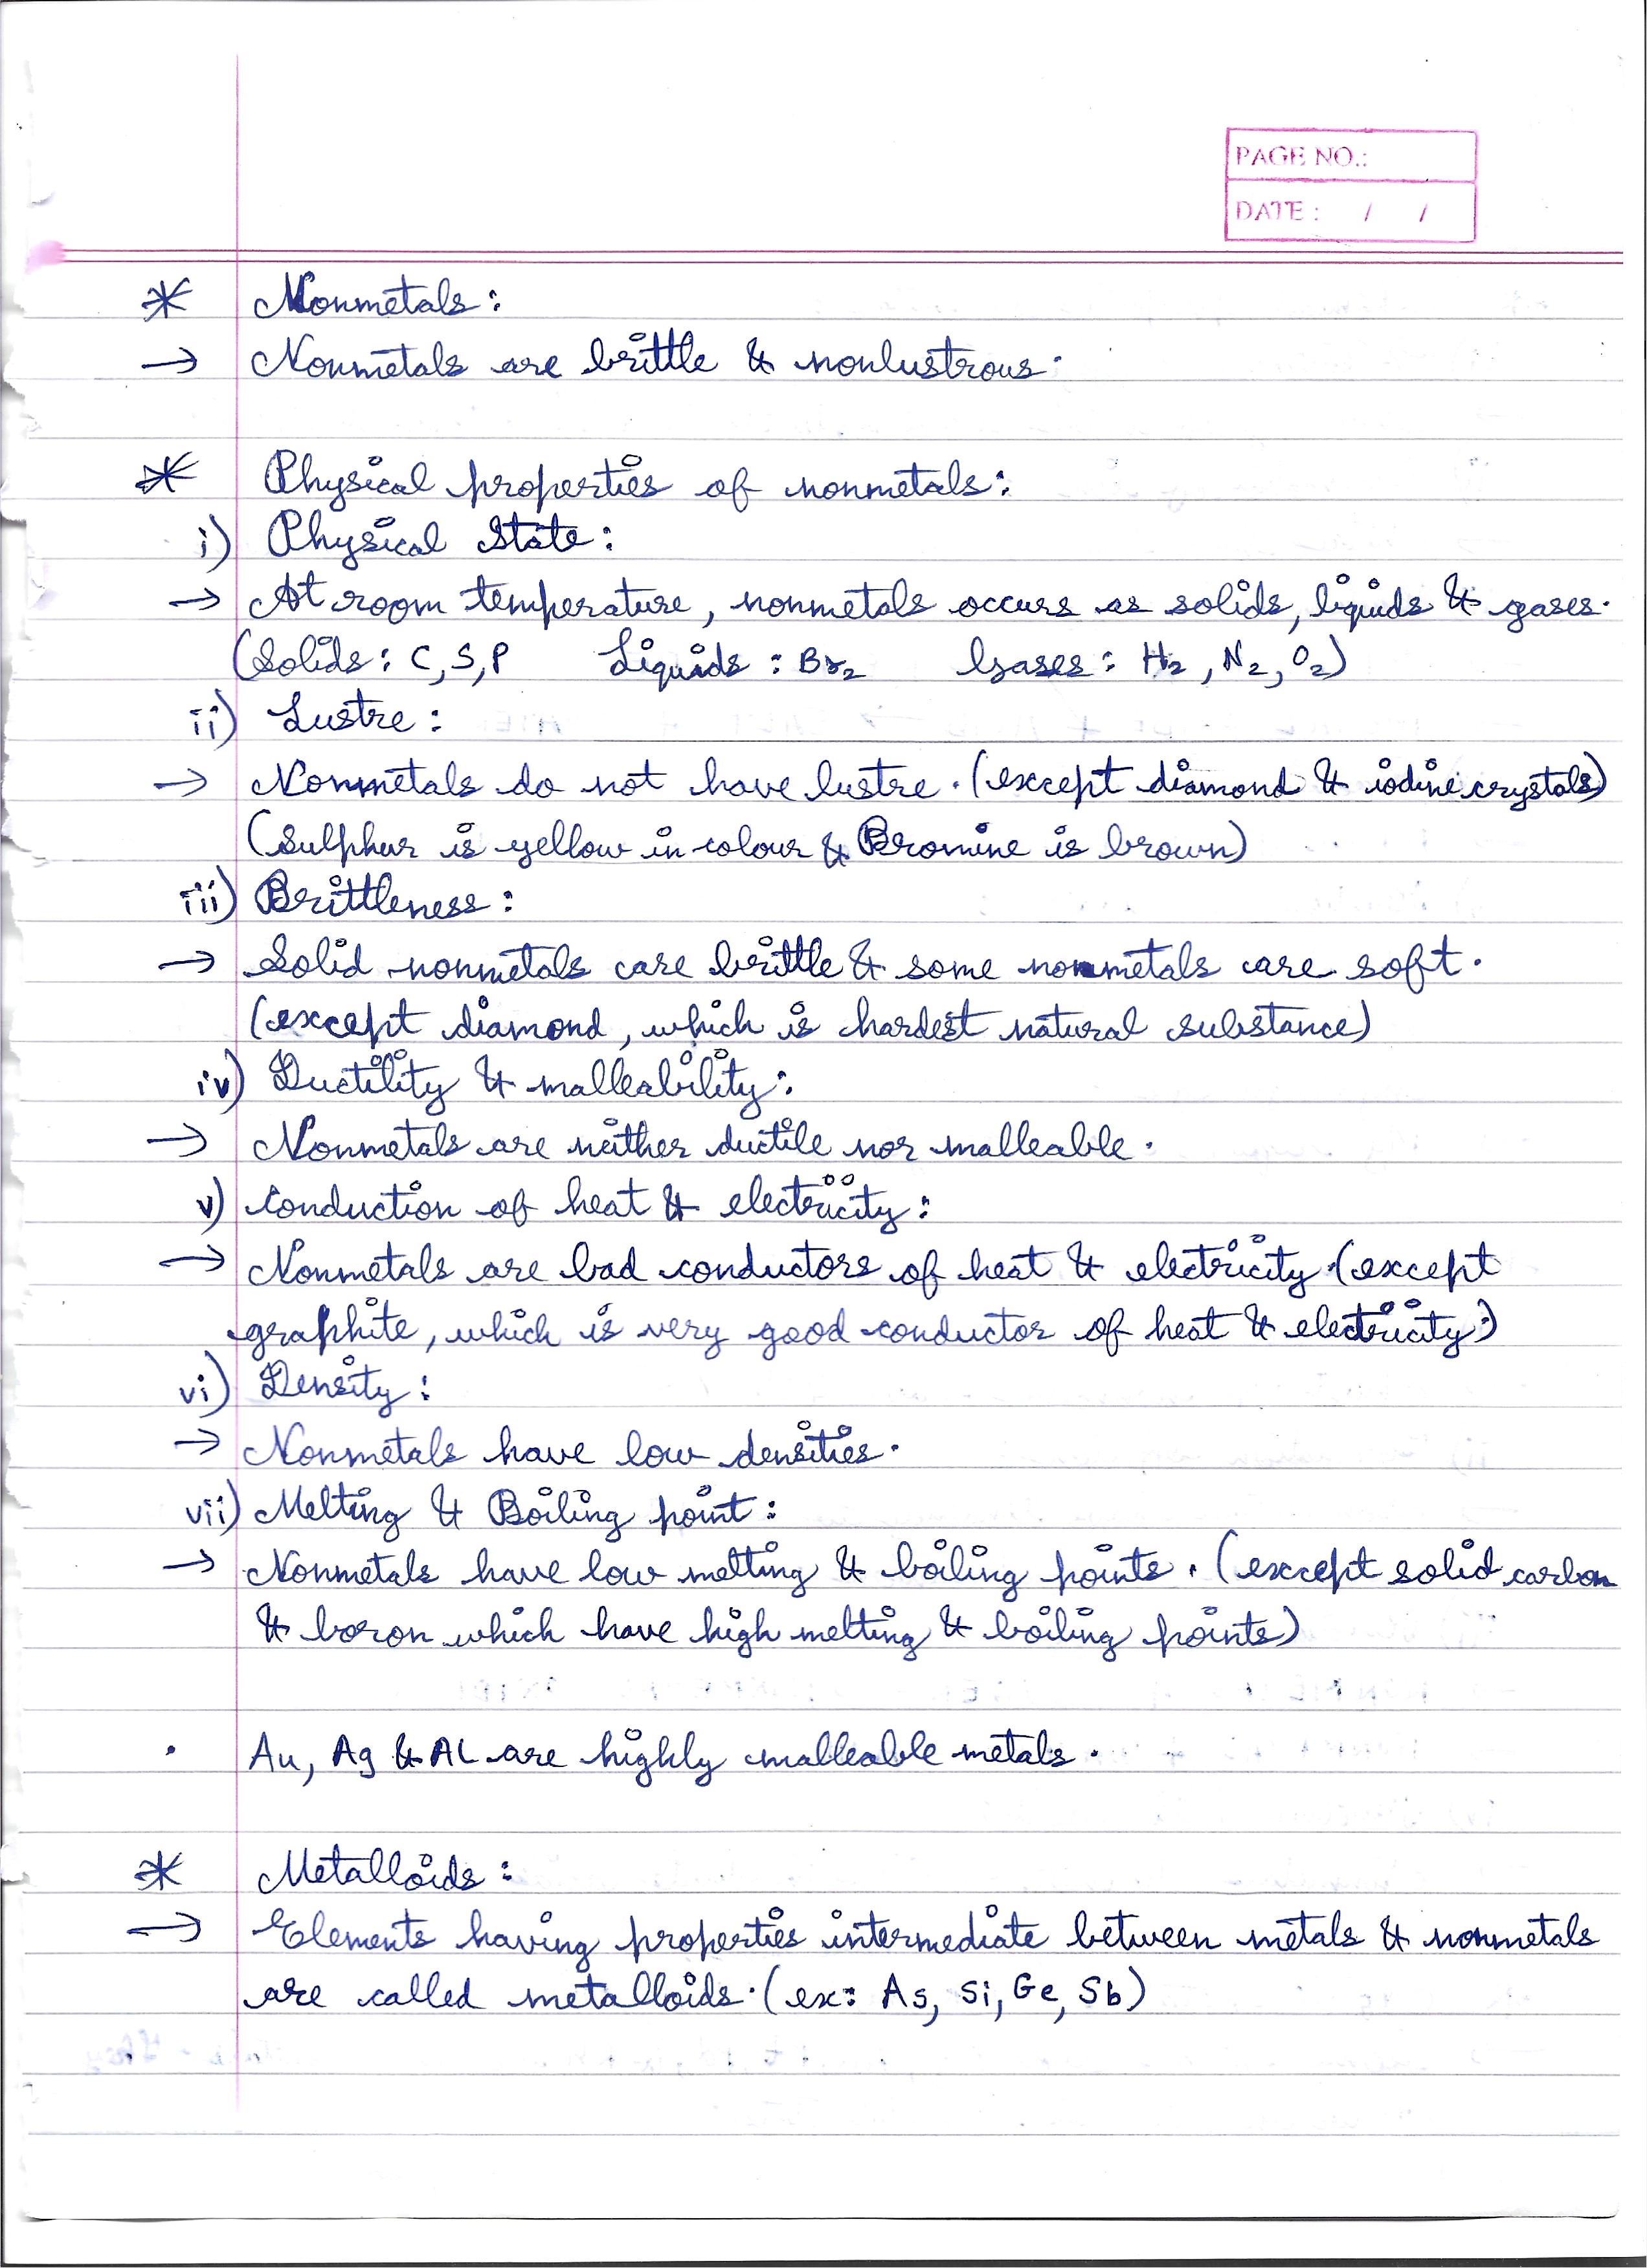 PAGE NO.:
DATE : / /
* Nonmetals :
→ Nonmetals are brittle & nonlustrous.
* Physical properties of nonmetals :
i) Physical State :
→ At room temperature, nonmetals occurs as solids, liquids & gases.
(Solids : C, S, P Liquids : Br₂ Gases : H₂, N₂, O₂)
ii) Lustre :
→ Nonmetals do not have lustre. (except diamond & iodine crystals)
(Sulphur is yellow in colour & Bromine is brown)
iii) Brittleness :
→ Solid nonmetals are brittle & some nonmetals are soft.
(except diamond, which is hardest natural substance)
iv) Ductility & malleability :
→ Nonmetals are neither ductile nor malleable.
v) Conduction of heat & electricity :
→ Nonmetals are bad conductors of heat & electricity. (except
graphite, which is very good conductor of heat & electricity.)
vi) Density :
→ Nonmetals have low densities.
vii) Melting & Boiling point :
→ Nonmetals have low melting & boiling points. (except solid carbon
& boron which have high melting & boiling points)
• Au, Ag & Al are highly malleable metals.
* Metalloids :
→ Elements having properties intermediate between metals & nonmetals
are called metalloids. (ex: As, Si, Ge, Sb)